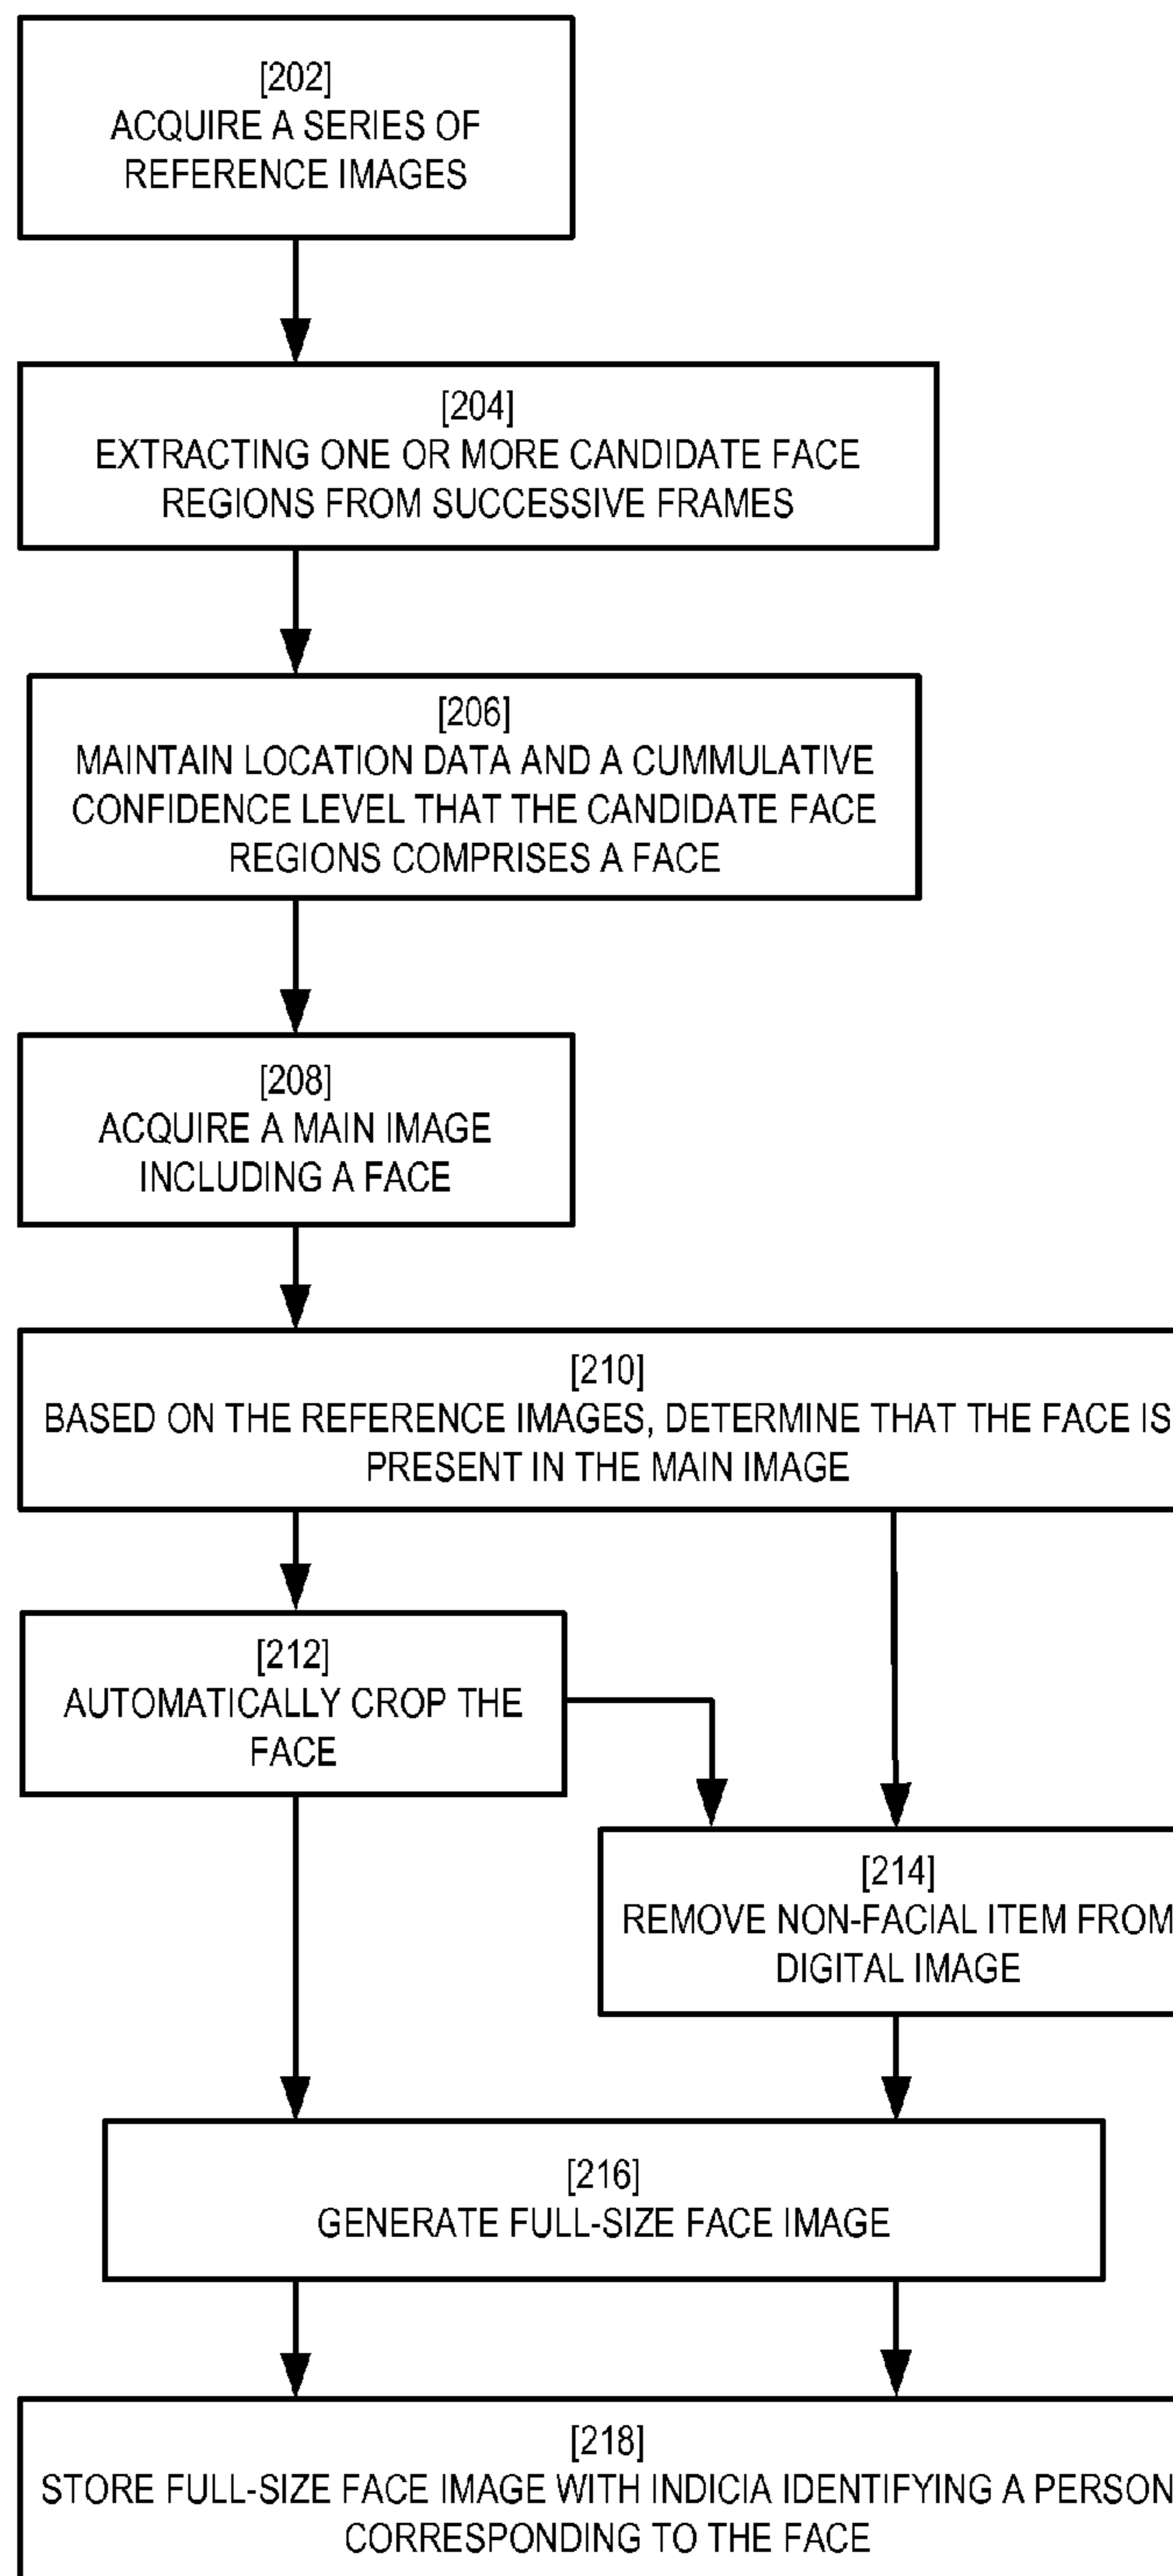 [202]
ACQUIRE A SERIES OF
REFERENCE IMAGES
[204]
EXTRACTING ONE OR MORE CANDIDATE FACE
REGIONS FROM SUCCESSIVE FRAMES
[206]
MAINTAIN LOCATION DATA AND A CUMMULATIVE
CONFIDENCE LEVEL THAT THE CANDIDATE FACE
REGIONS COMPRISES A FACE
[208]
ACQUIRE A MAIN IMAGE
INCLUDING A FACE
[210]
BASED ON THE REFERENCE IMAGES, DETERMINE THAT THE FACE IS
PRESENT IN THE MAIN IMAGE
[212]
AUTOMATICALLY CROP THE
FACE
[214]
REMOVE NON-FACIAL ITEM FROM
DIGITAL IMAGE
[216]
GENERATE FULL-SIZE FACE IMAGE
[218]
STORE FULL-SIZE FACE IMAGE WITH INDICIA IDENTIFYING A PERSON
CORRESPONDING TO THE FACE